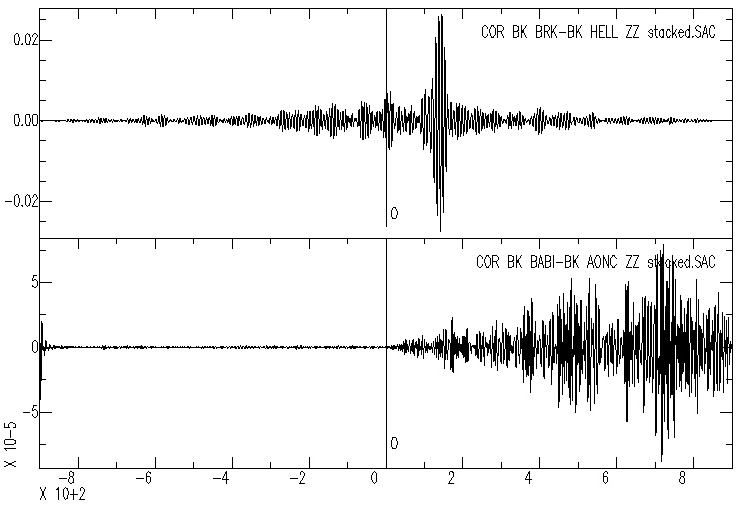 COR BK BRK-BK HELL ZZ stacked.SAC
0.02
0.00
-0.02
O
COR BK BABI-BK AONC ZZ stacked.SAC
5
0
-5
O
X 10-5
-8 -6 -4 -2 0 2 4 6 8
X 10+2